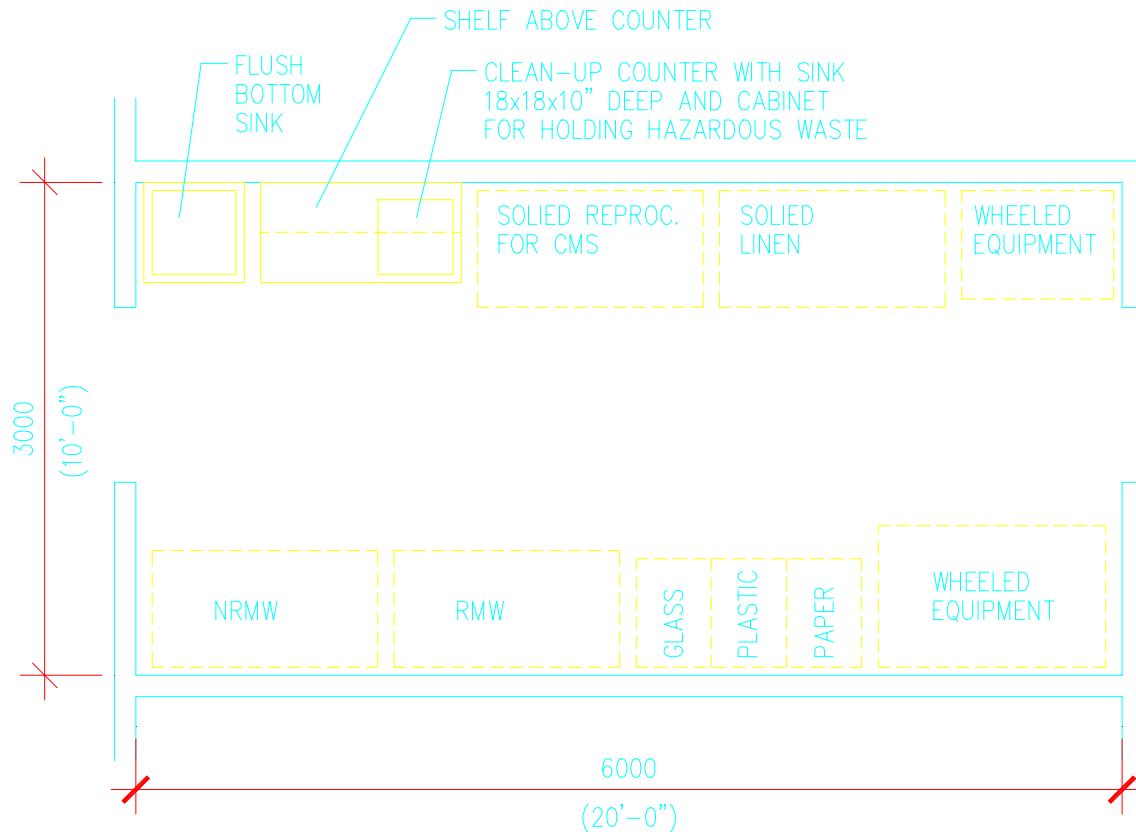 SHELF ABOVE COUNTER
FLUSH
BOTTOM
SINK
CLEAN-UP COUNTER WITH SINK
18x18x10" DEEP AND CABINET
FOR HOLDING HAZARDOUS WASTE
SOLIED REPROC.
FOR CMS
SOLIED
LINEN
WHEELED
EQUIPMENT
3000
(10'-0")
NRMW
RMW
GLASS
PLASTIC
PAPER
WHEELED
EQUIPMENT
6000
(20'-0")